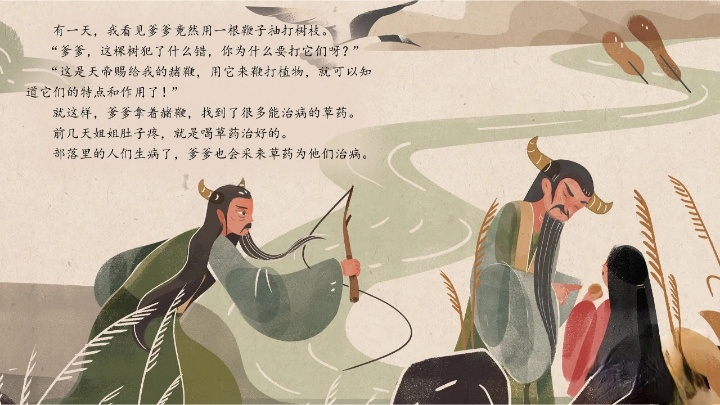 有一天，我看见爹爹竟然用一根鞭子抽打树枝。
“爹爹，这棵树犯了什么错，你为什么要打它们呀？”
“这是天帝赐给我的赭鞭，用它来鞭打植物，就可以知
道它们的特点和作用了！”
就这样，爹爹拿着赭鞭，找到了很多能治病的草药。
前几天姐姐肚子疼，就是喝草药治好的。
部落里的人们生病了，爹爹也会采来草药为他们治病。